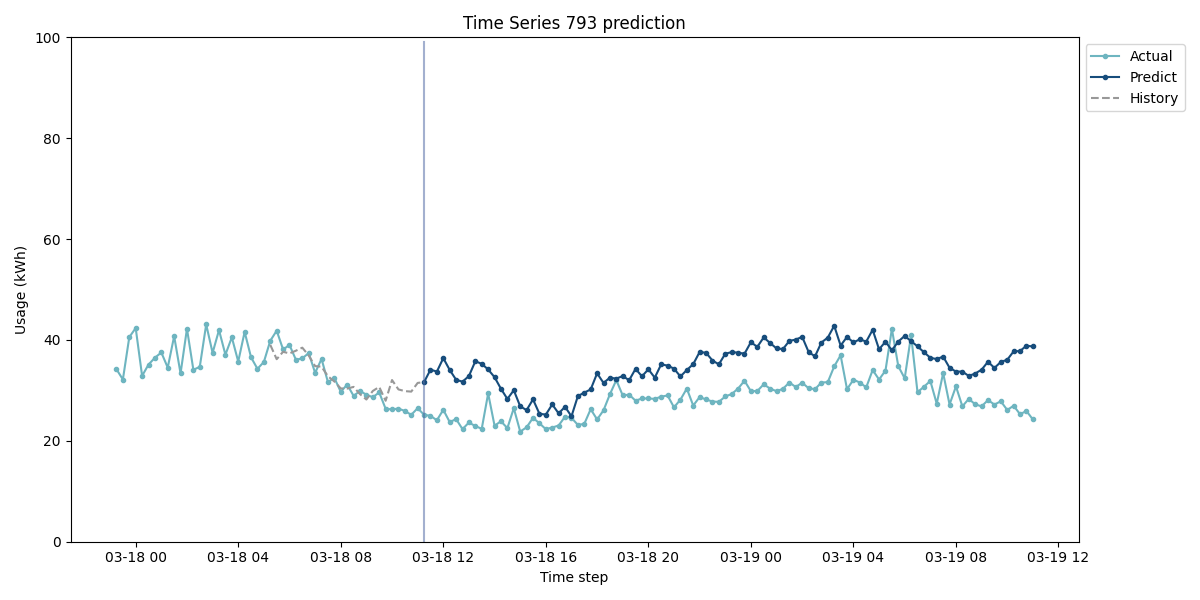 Time Series 793 prediction
Usage (kWh)
100
80
60
40
20
0
03-18 00
03-18 04
03-18 08
03-18 12
03-18 16
03-18 20
03-19 00
03-19 04
03-19 08
03-19 12
Time step
Actual
Predict
History